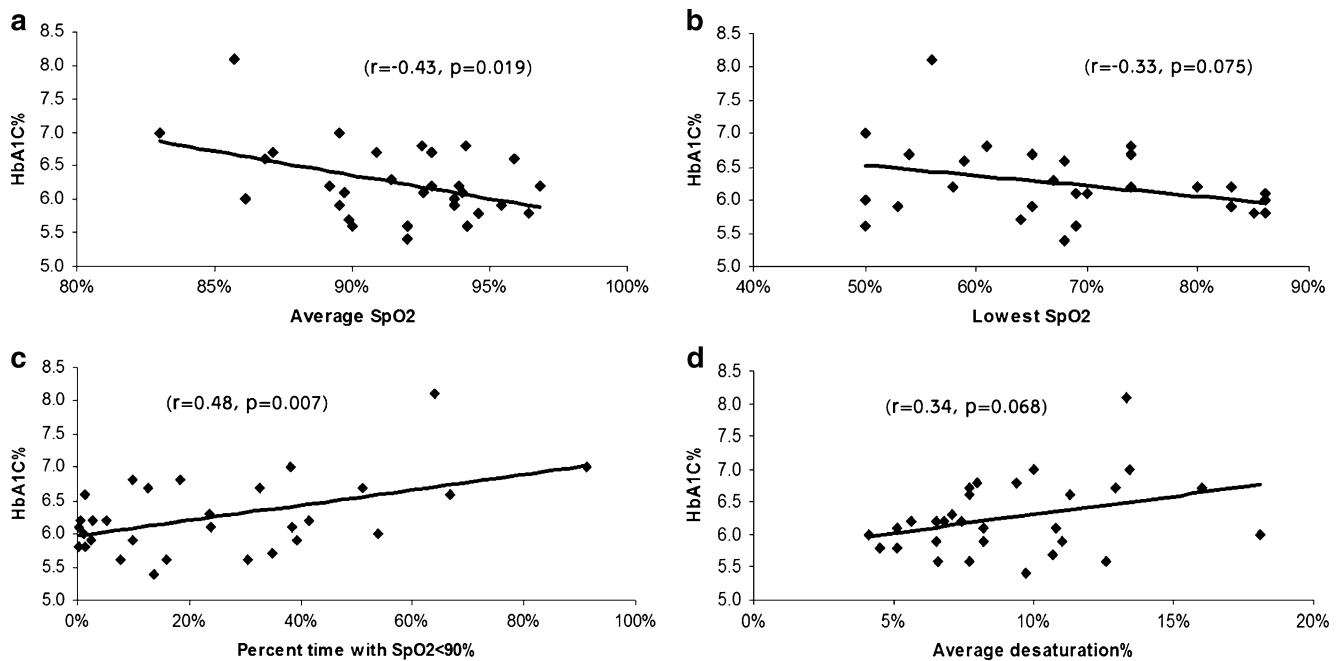 a
HbA1C%
8.5
8.0
7.5
7.0
6.5
6.0
5.5
5.0
(r=-0.43, p=0.019)
80% 85% 90% 95% 100%
Average SpO2
b
HbA1C%
8.5
8.0
7.5
7.0
6.5
6.0
5.5
5.0
(r=-0.33, p=0.075)
40% 50% 60% 70% 80% 90%
Lowest SpO2
c
HbA1C%
8.5
8.0
7.5
7.0
6.5
6.0
5.5
5.0
(r=0.48, p=0.007)
0% 20% 40% 60% 80% 100%
Percent time with SpO2<90%
d
HbA1C%
8.5
8.0
7.5
7.0
6.5
6.0
5.5
5.0
(r=0.34, p=0.068)
0% 5% 10% 15% 20%
Average desaturation%